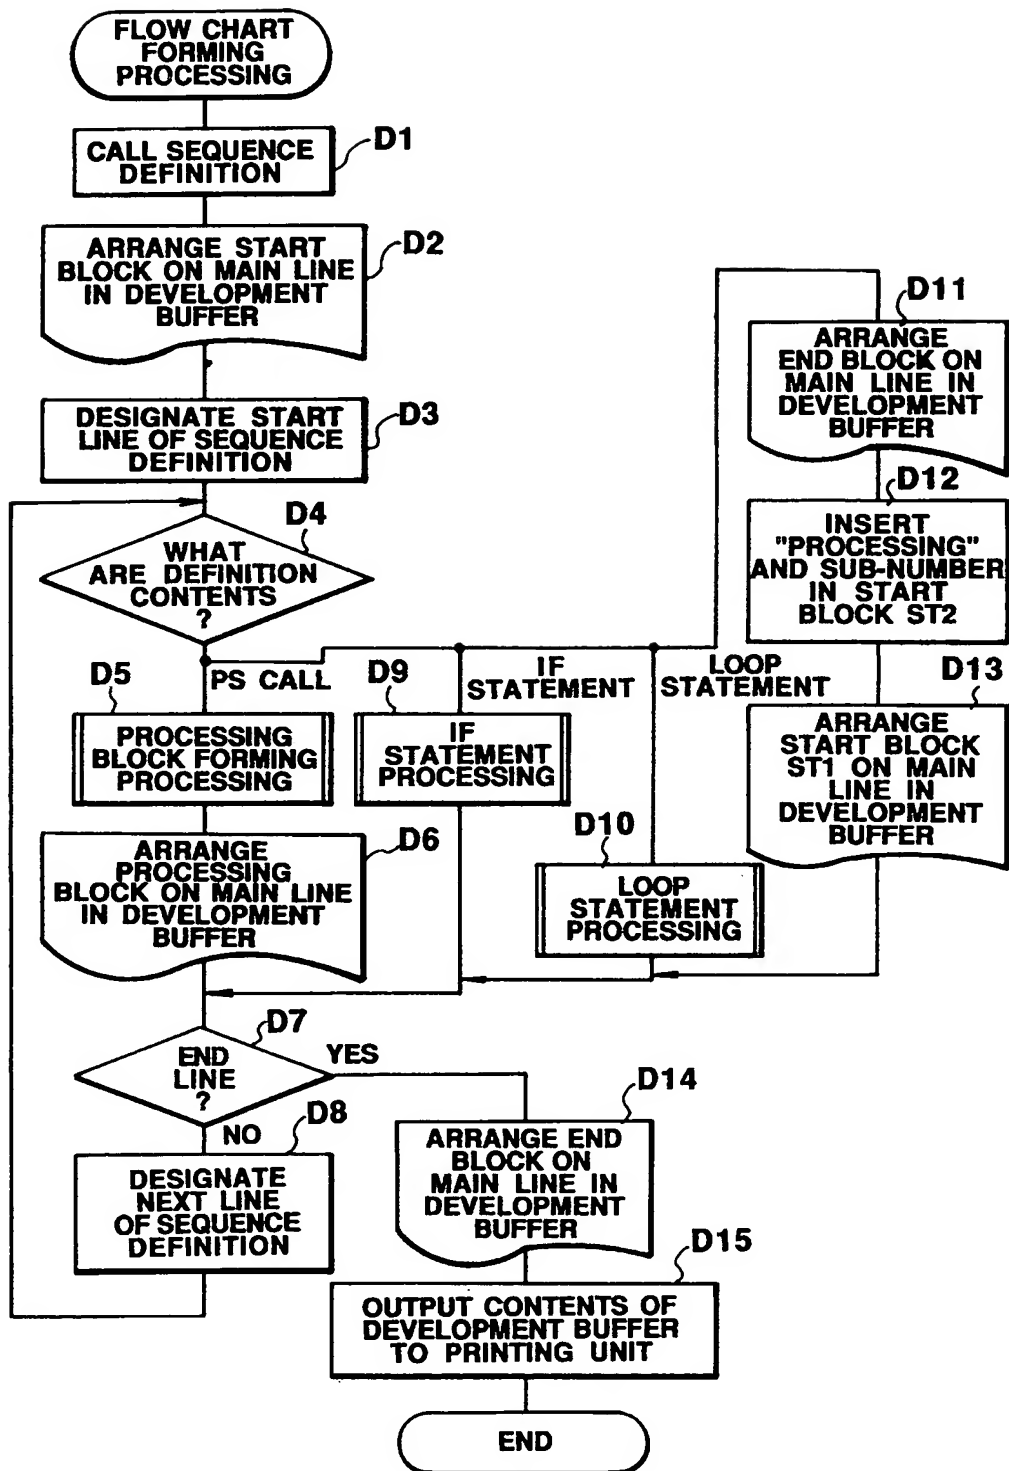 FLOW CHART
FORMING
PROCESSING
CALL SEQUENCE
DEFINITION
D1
ARRANGE START
BLOCK ON MAIN LINE
IN DEVELOPMENT
BUFFER
D2
DESIGNATE START
LINE OF SEQUENCE
DEFINITION
D3
WHAT
ARE DEFINITION
CONTENTS
?
D4
PS CALL
IF
STATEMENT
LOOP
STATEMENT
D5
PROCESSING
BLOCK FORMING
PROCESSING
D6
ARRANGE
PROCESSING
BLOCK ON MAIN LINE
IN DEVELOPMENT
BUFFER
D9
IF
STATEMENT
PROCESSING
D10
LOOP
STATEMENT
PROCESSING
D11
ARRANGE
END BLOCK ON
MAIN LINE IN
DEVELOPMENT
BUFFER
D12
INSERT
"PROCESSING"
AND SUB-NUMBER
IN START
BLOCK ST2
D13
ARRANGE
START BLOCK
ST1 ON MAIN
LINE IN
DEVELOPMENT
BUFFER
D7
END
LINE
?
YES
NO
D8
DESIGNATE
NEXT LINE
OF SEQUENCE
DEFINITION
D14
ARRANGE END
BLOCK ON
MAIN LINE IN
DEVELOPMENT
BUFFER
D15
OUTPUT CONTENTS OF
DEVELOPMENT BUFFER
TO PRINTING UNIT
END